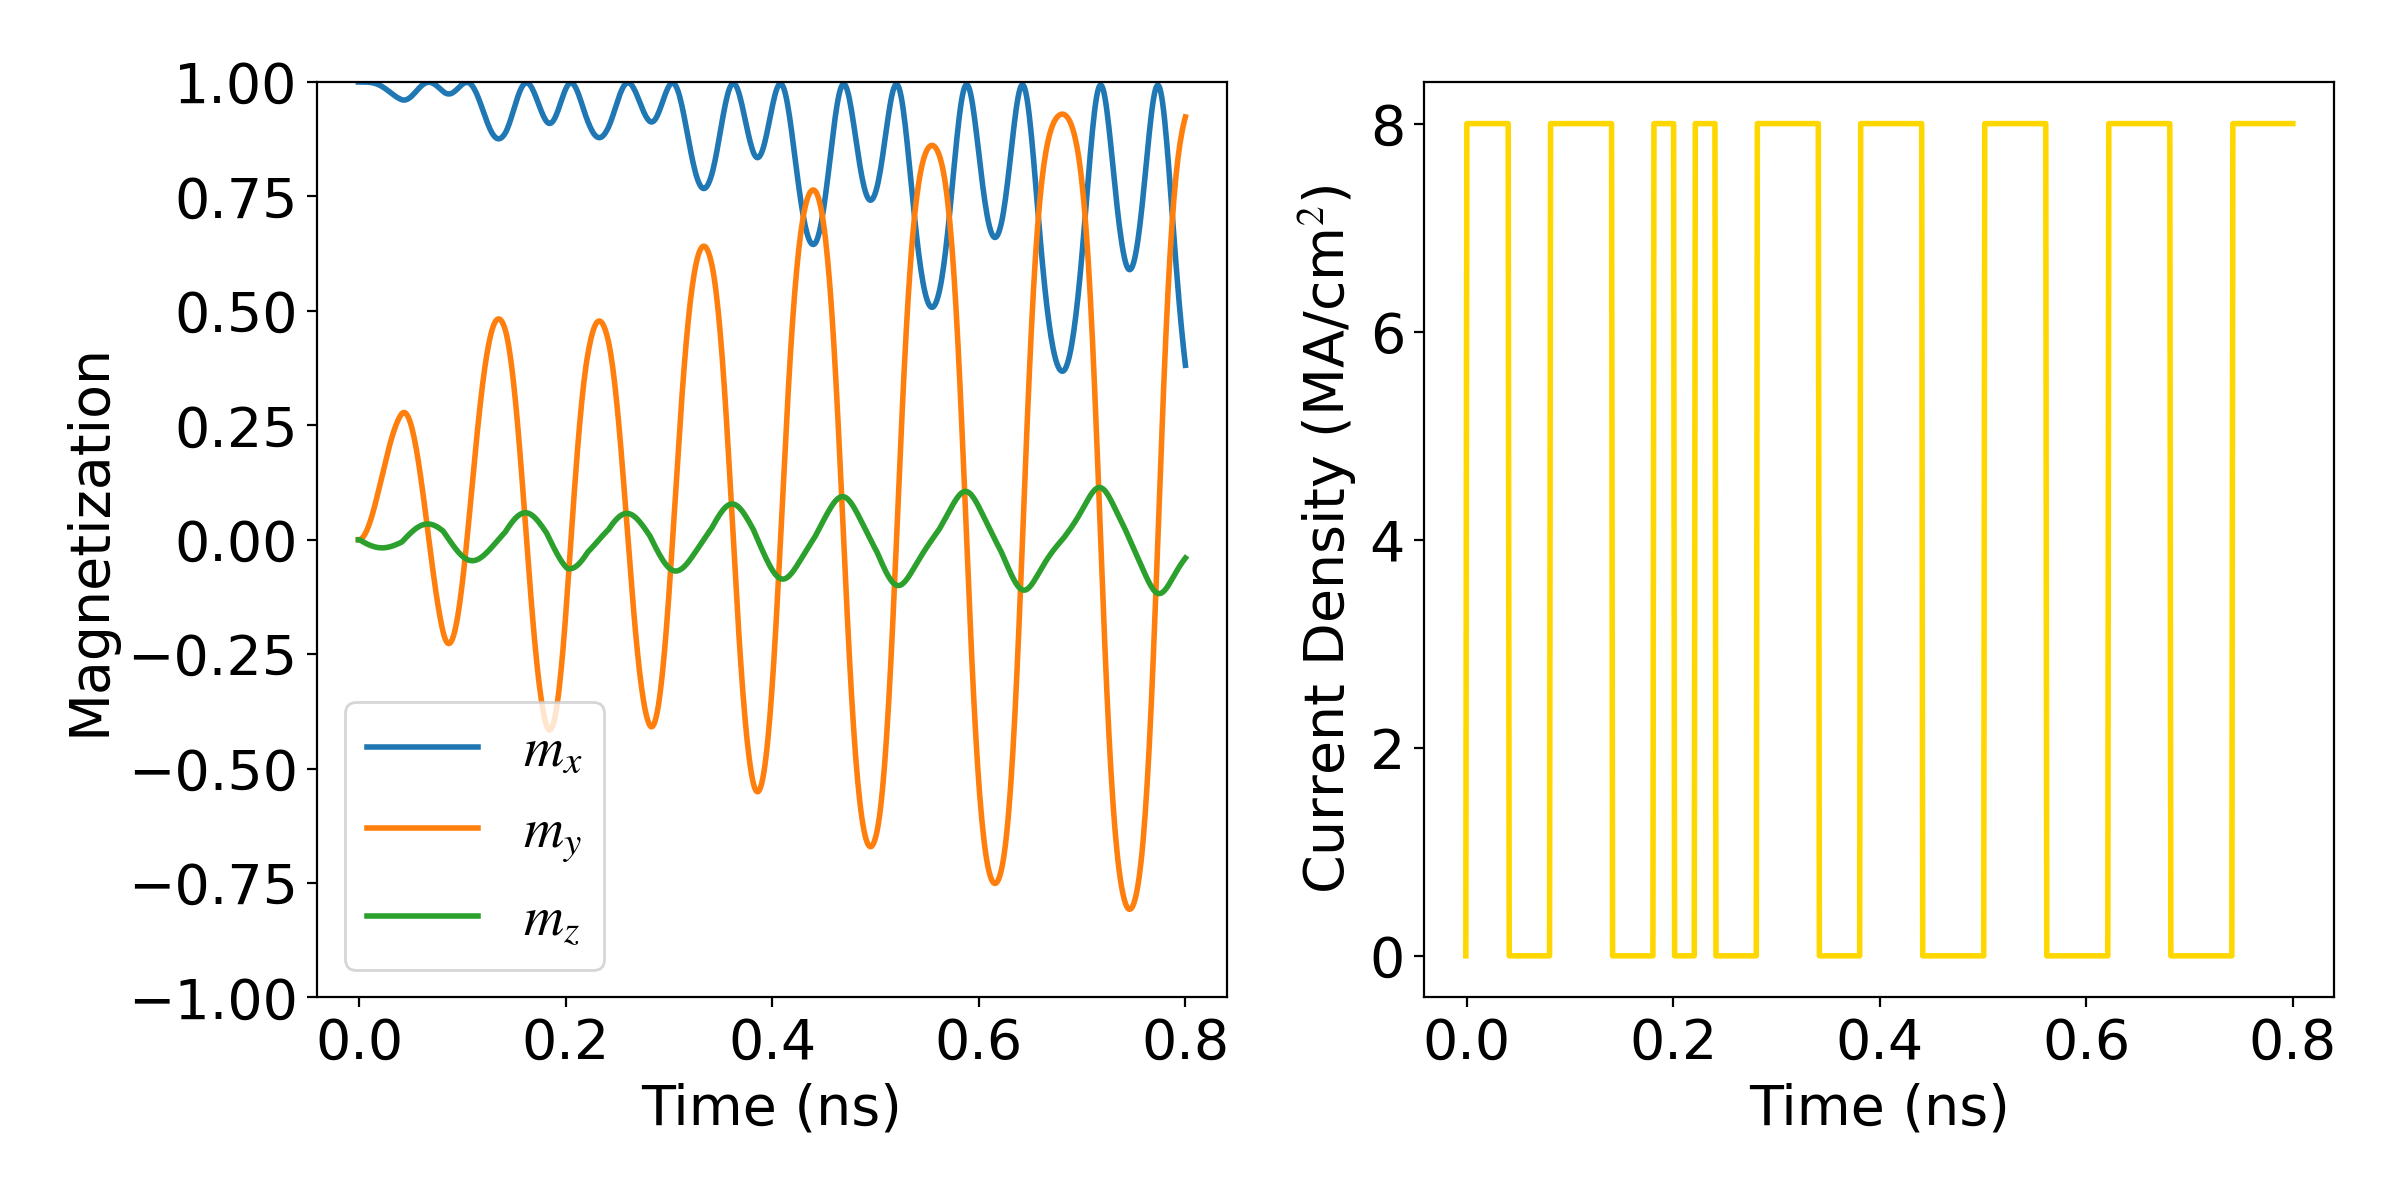 Magnetization
1.00
0.75
0.50
0.25
0.00
−0.25
−0.50
−0.75
−1.00
m_x
m_y
m_z
0.0 0.2 0.4 0.6 0.8
Time (ns)
Current Density (MA/cm²)
8
6
4
2
0
0.0 0.2 0.4 0.6 0.8
Time (ns)